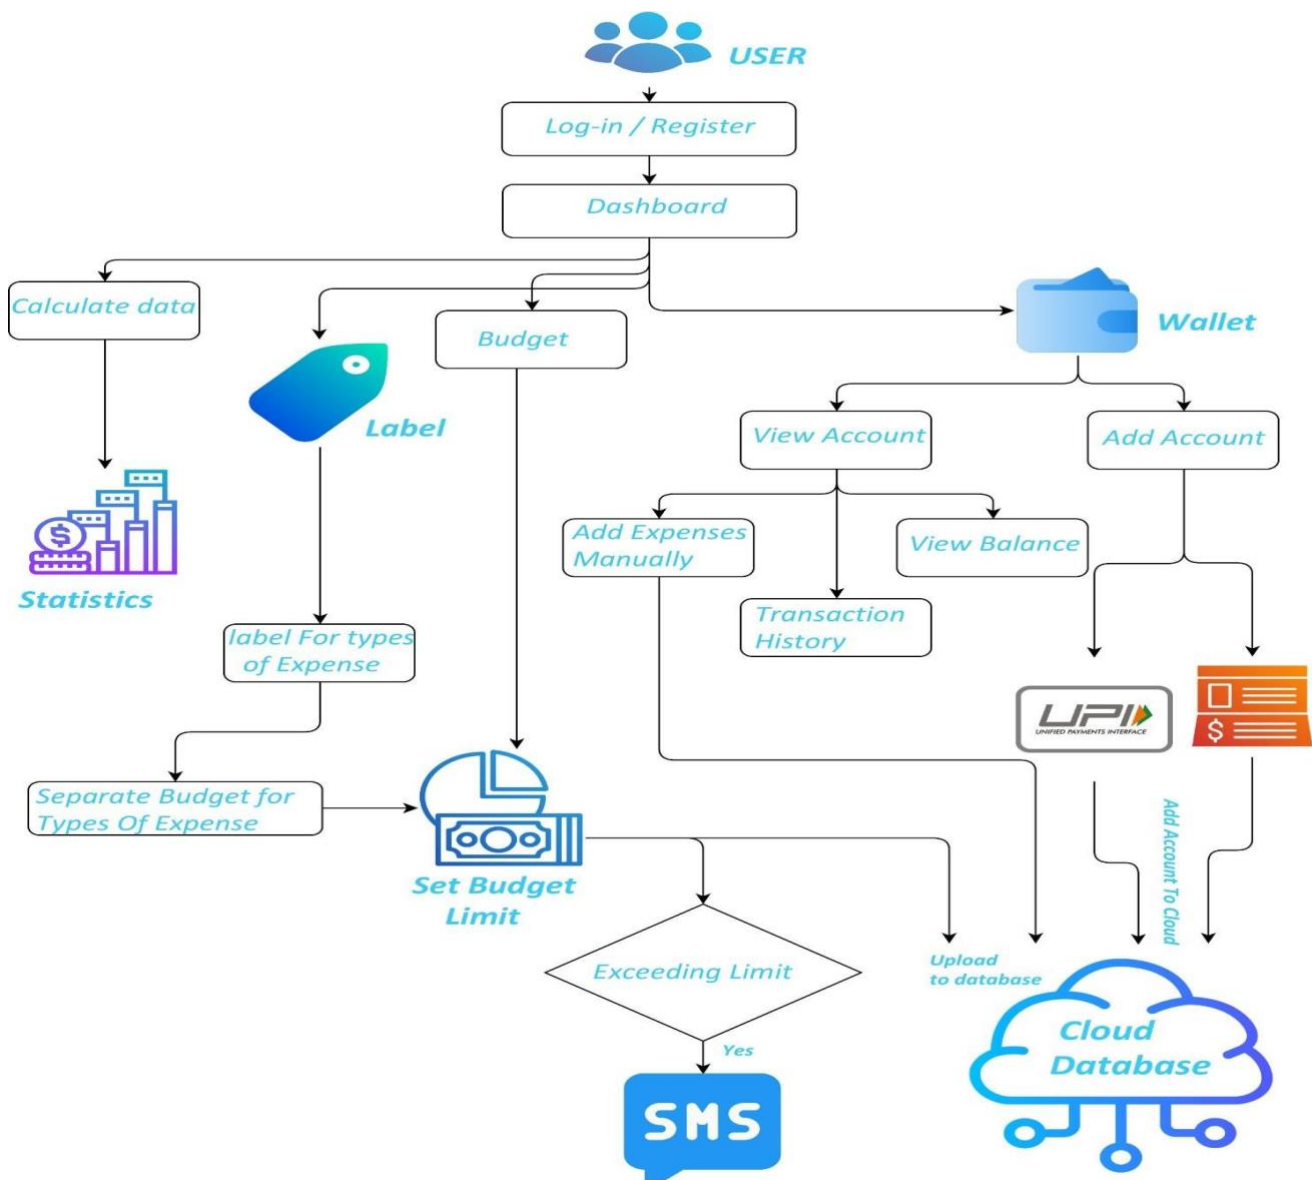 USER
Log-in / Register
Dashboard
Calculate data
Budget
Wallet
Label
View Account
Add Account
Statistics
Add Expenses
Manually
View Balance
Transaction
History
label For types
of Expense
UPI
UNIFIED PAYMENTS INTERFACE
$
$
Separate Budget for
Types Of Expense
Set Budget
Limit
Add Account To Cloud
Exceeding Limit
Upload
to database
Yes
Cloud
Database
SMS